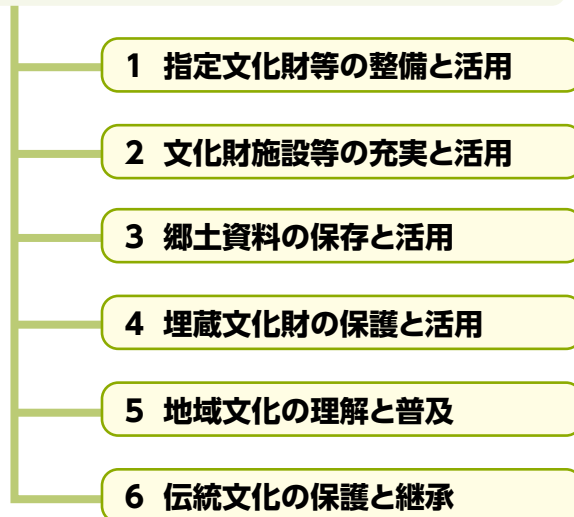 1 指定文化財等の整備と活用
2 文化財施設等の充実と活用
3 郷土資料の保存と活用
4 埋蔵文化財の保護と活用
5 地域文化の理解と普及
6 伝統文化の保護と継承